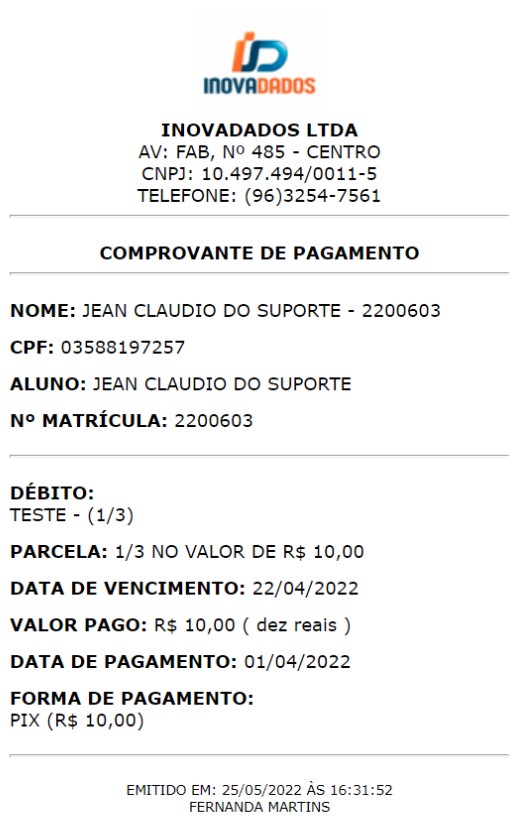 INOVADADOS
INOVADADOS LTDA
AV: FAB, Nº 485 - CENTRO
CNPJ: 10.497.494/0011-5
TELEFONE: (96)3254-7561
COMPROVANTE DE PAGAMENTO
NOME: JEAN CLAUDIO DO SUPORTE - 2200603
CPF: 03588197257
ALUNO: JEAN CLAUDIO DO SUPORTE
Nº MATRÍCULA: 2200603
DÉBITO:
TESTE - (1/3)
PARCELA: 1/3 NO VALOR DE R$ 10,00
DATA DE VENCIMENTO: 22/04/2022
VALOR PAGO: R$ 10,00 ( dez reais )
DATA DE PAGAMENTO: 01/04/2022
FORMA DE PAGAMENTO:
PIX (R$ 10,00)
EMITIDO EM: 25/05/2022 ÀS 16:31:52
FERNANDA MARTINS